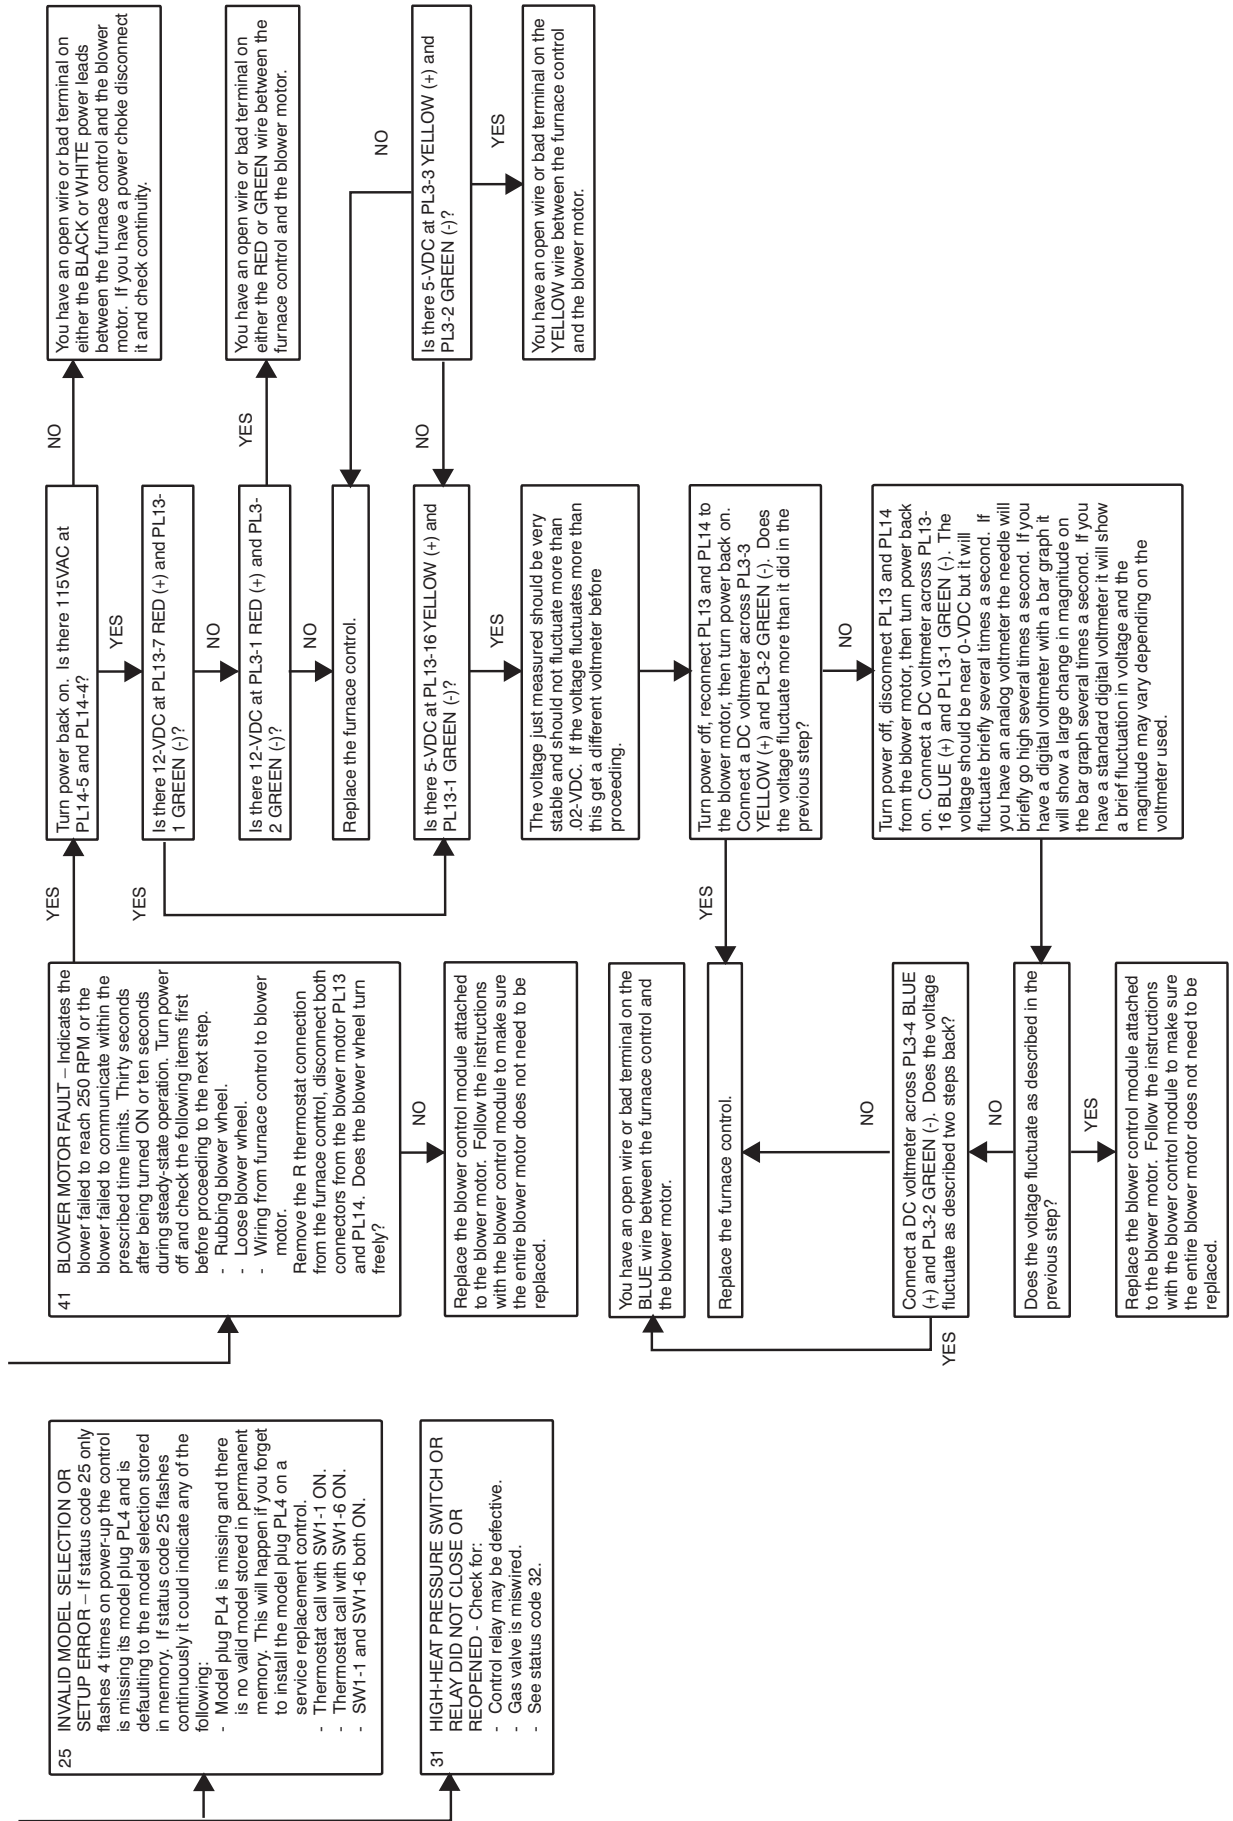 25 INVALID MODEL SELECTION OR
SETUP ERROR – If status code 25 only
flashes 4 times on power-up the control
is missing its model plug PL4 and is
defaulting to the model selection stored
in memory. If status code 25 flashes
continuously it could indicate any of the
following:
- Model plug PL4 is missing and there
is no valid model stored in permanent
memory. This will happen if you forget
to install the model plug PL4 on a
service replacement control.
- Thermostat call with SW1-1 ON.
- Thermostat call with SW1-6 ON.
- SW1-1 and SW1-6 both ON.
31 HIGH-HEAT PRESSURE SWITCH OR
RELAY DID NOT CLOSE OR
REOPENED - Check for:
- Control relay may be defective.
- Gas valve is miswired.
- See status code 32.
41 BLOWER MOTOR FAULT – Indicates the
blower failed to reach 250 RPM or the
blower failed to communicate within the
prescribed time limits. Thirty seconds
after being turned ON or ten seconds
during steady-state operation. Turn power
off and check the following items first
before proceeding to the next step.
- Rubbing blower wheel.
- Loose blower wheel.
- Wiring from furnace control to blower
motor.
Remove the R thermostat connection
from the furnace control, disconnect both
connectors from the blower motor PL13
and PL14. Does the blower wheel turn
freely?
NO
Replace the blower control module attached
to the blower motor. Follow the instructions
with the blower control module to make sure
the entire blower motor does not need to be
replaced.
YES
Turn power back on. Is there 115VAC at
PL14-5 and PL14-4?
NO
You have an open wire or bad terminal on
either the BLACK or WHITE power leads
between the furnace control and the blower
motor. If you have a power choke disconnect
it and check continuity.
YES
Is there 12-VDC at PL13-7 RED (+) and PL13-
1 GREEN (-)?
YES
NO
Is there 12-VDC at PL3-1 RED (+) and PL3-
2 GREEN (-)?
YES
You have an open wire or bad terminal on
either the RED or GREEN wire between the
furnace control and the blower motor.
NO
Replace the furnace control.
Is there 5-VDC at PL13-16 YELLOW (+) and
PL13-1 GREEN (-)?
NO
Is there 5-VDC at PL3-3 YELLOW (+) and
PL3-2 GREEN (-)?
NO
YES
You have an open wire or bad terminal on the
YELLOW wire between the furnace control
and the blower motor.
YES
The voltage just measured should be very
stable and should not fluctuate more than
.02-VDC. If the voltage fluctuates more than
this get a different voltmeter before
proceeding.
Turn power off, reconnect PL13 and PL14 to
the blower motor, then turn power back on.
Connect a DC voltmeter across PL3-3
YELLOW (+) and PL3-2 GREEN (-). Does
the voltage fluctuate more than it did in the
previous step?
YES
NO
Turn power off, disconnect PL13 and PL14
from the blower motor, then turn power back
on. Connect a DC voltmeter across PL13-
16 BLUE (+) and PL13-1 GREEN (-). The
voltage should be near 0-VDC but it will
fluctuate briefly several times a second. If
you have an analog voltmeter the needle will
briefly go high several times a second. If you
have a digital voltmeter with a bar graph it
will show a large change in magnitude on
the bar graph several times a second. If you
have a standard digital voltmeter it will show
a brief fluctuation in voltage and the
magnitude may vary depending on the
voltmeter used.
You have an open wire or bad terminal on the
BLUE wire between the furnace control and
the blower motor.
Replace the furnace control.
NO
Connect a DC voltmeter across PL3-4 BLUE
(+) and PL3-2 GREEN (-). Does the voltage
fluctuate as described two steps back?
YES
NO
Does the voltage fluctuate as described in the
previous step?
YES
Replace the blower control module attached
to the blower motor. Follow the instructions
with the blower control module to make sure
the entire blower motor does not need to be
replaced.